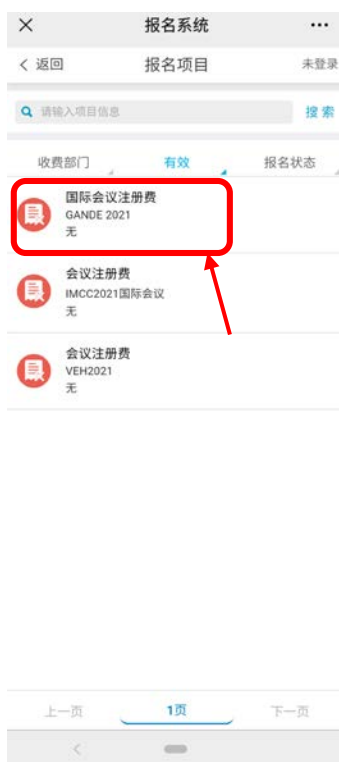 报名系统
返回
报名项目
未登录
请输入项目信息
搜索
收费部门
有效
报名状态
国际会议注册费
GANDE 2021
无
会议注册费
IMCC2021国际会议
无
会议注册费
VEH2021
无
上一页
1页
下一页